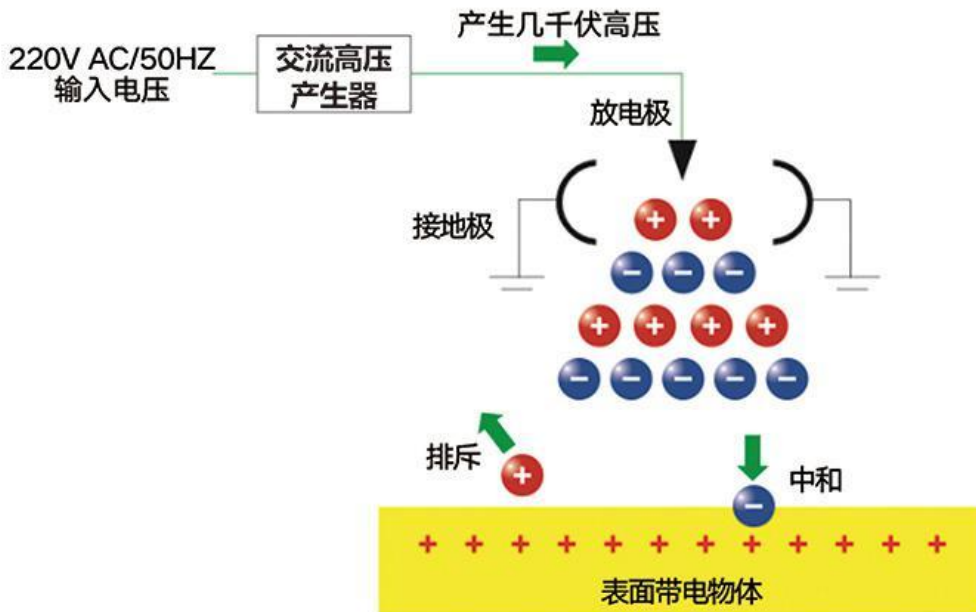 产生几千伏高压
220V AC/50HZ
输入电压
交流高压
产生器
放电极
接地极
+ +
− − −
+ + + +
− − − − −
排斥
+
中和
−
+ + + + + + + + + + + +
表面带电物体